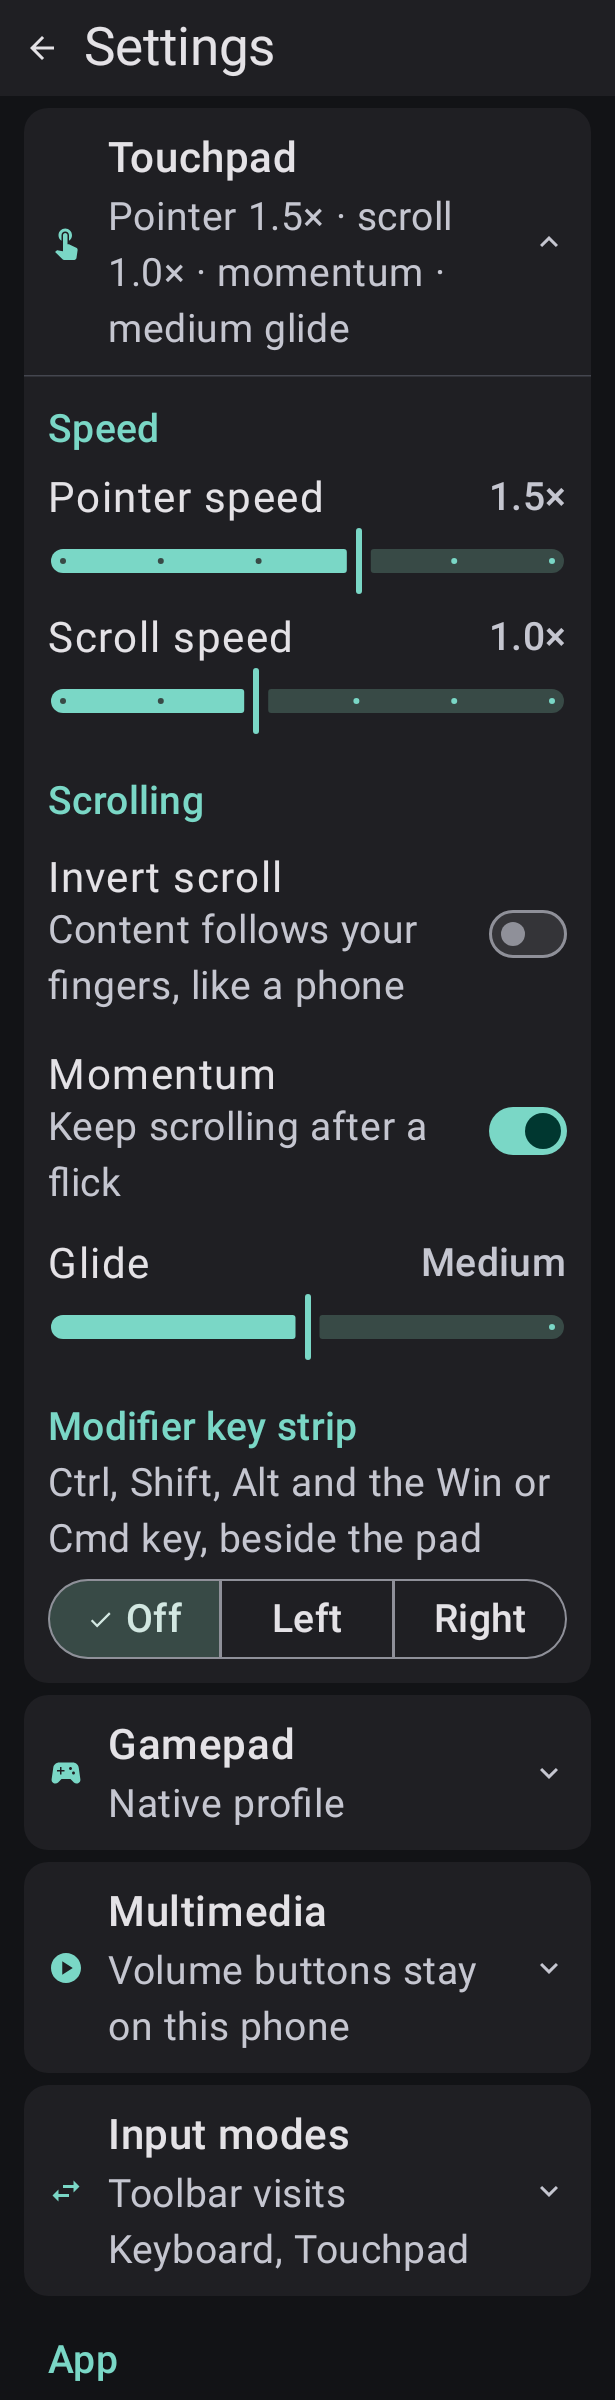 Settings
Touchpad
Pointer 1.5× · scroll
1.0× · momentum ·
medium glide
Speed
Pointer speed 1.5×
Scroll speed 1.0×
Scrolling
Invert scroll
Content follows your
fingers, like a phone
Momentum
Keep scrolling after a
flick
Glide Medium
Modifier key strip
Ctrl, Shift, Alt and the Win or
Cmd key, beside the pad
Off Left Right
Gamepad
Native profile
Multimedia
Volume buttons stay
on this phone
Input modes
Toolbar visits
Keyboard, Touchpad
App